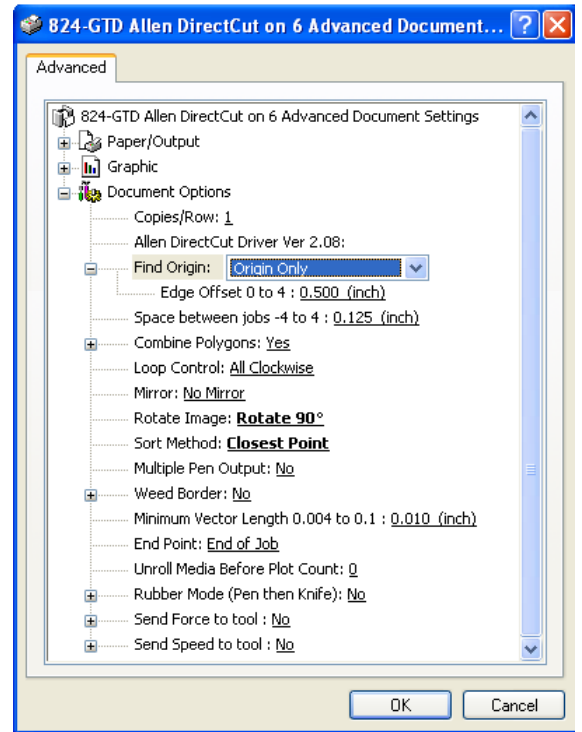 824-GTD Allen DirectCut on 6 Advanced Document...
Advanced
824-GTD Allen DirectCut on 6 Advanced Document Settings
Paper/Output
Graphic
Document Options
Copies/Row: 1
Allen DirectCut Driver Ver 2.08:
Find Origin: Origin Only
Edge Offset 0 to 4 : 0.500 (inch)
Space between jobs -4 to 4 : 0.125 (inch)
Combine Polygons: Yes
Loop Control: All Clockwise
Mirror: No Mirror
Rotate Image: Rotate 90°
Sort Method: Closest Point
Multiple Pen Output: No
Weed Border: No
Minimum Vector Length 0.004 to 0.1 : 0.010 (inch)
End Point: End of Job
Unroll Media Before Plot Count: 0
Rubber Mode (Pen then Knife): No
Send Force to tool : No
Send Speed to tool : No
OK Cancel